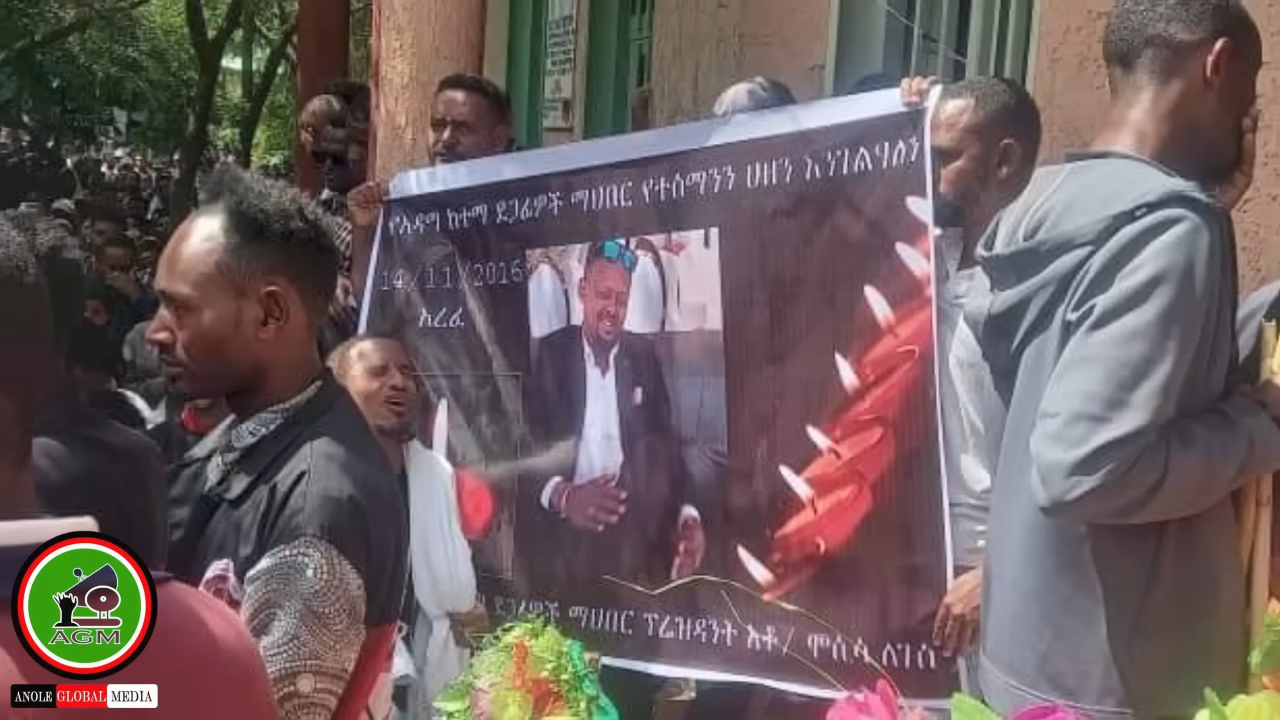 የአዳማ ከተማ ደጋፊዎች ማህበር የተሰማንን ሀዘን እንገልፃለን
14/11/2016
አረፈ
ደጋፊዎች ማህበር ፕሬዝዳንት አቶ/ ሞሲሳ ለገሰ
AGM
ANOLE GLOBAL MEDIA